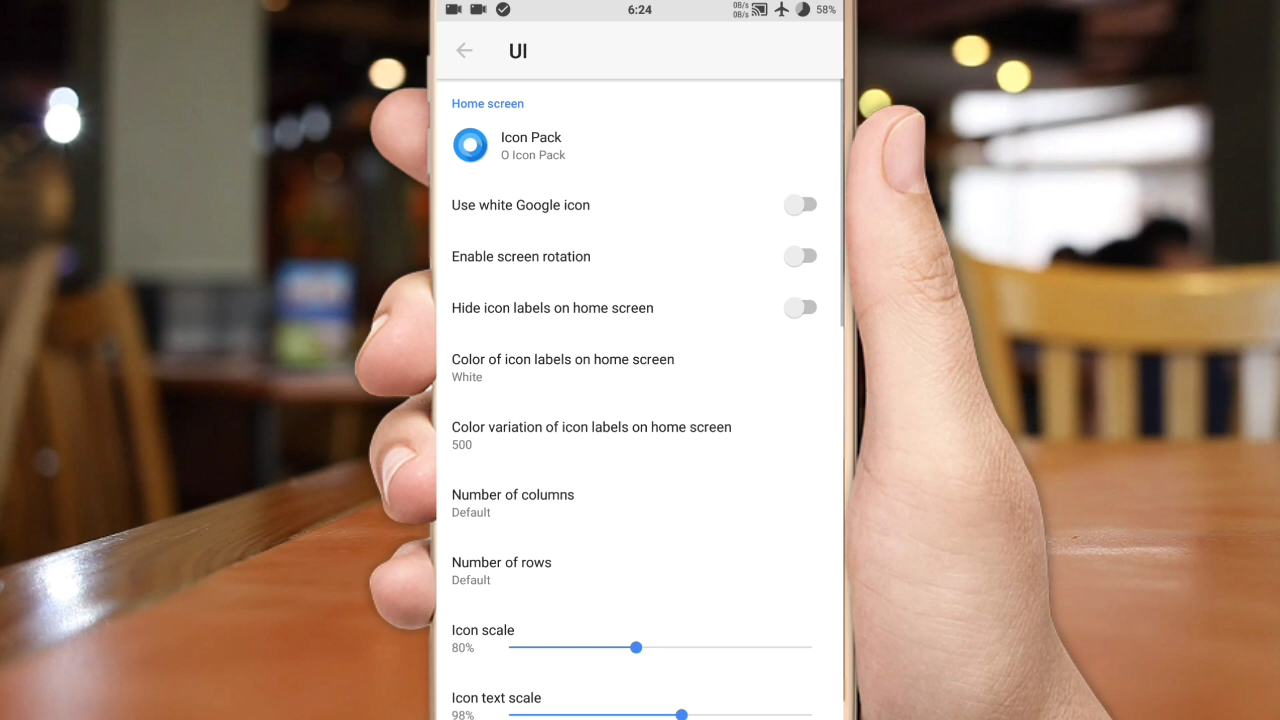 6:24
0B/s
0B/s
58%
UI
Home screen
Icon Pack
O Icon Pack
Use white Google icon
Enable screen rotation
Hide icon labels on home screen
Color of icon labels on home screen
White
Color variation of icon labels on home screen
500
Number of columns
Default
Number of rows
Default
Icon scale
80%
Icon text scale
98%